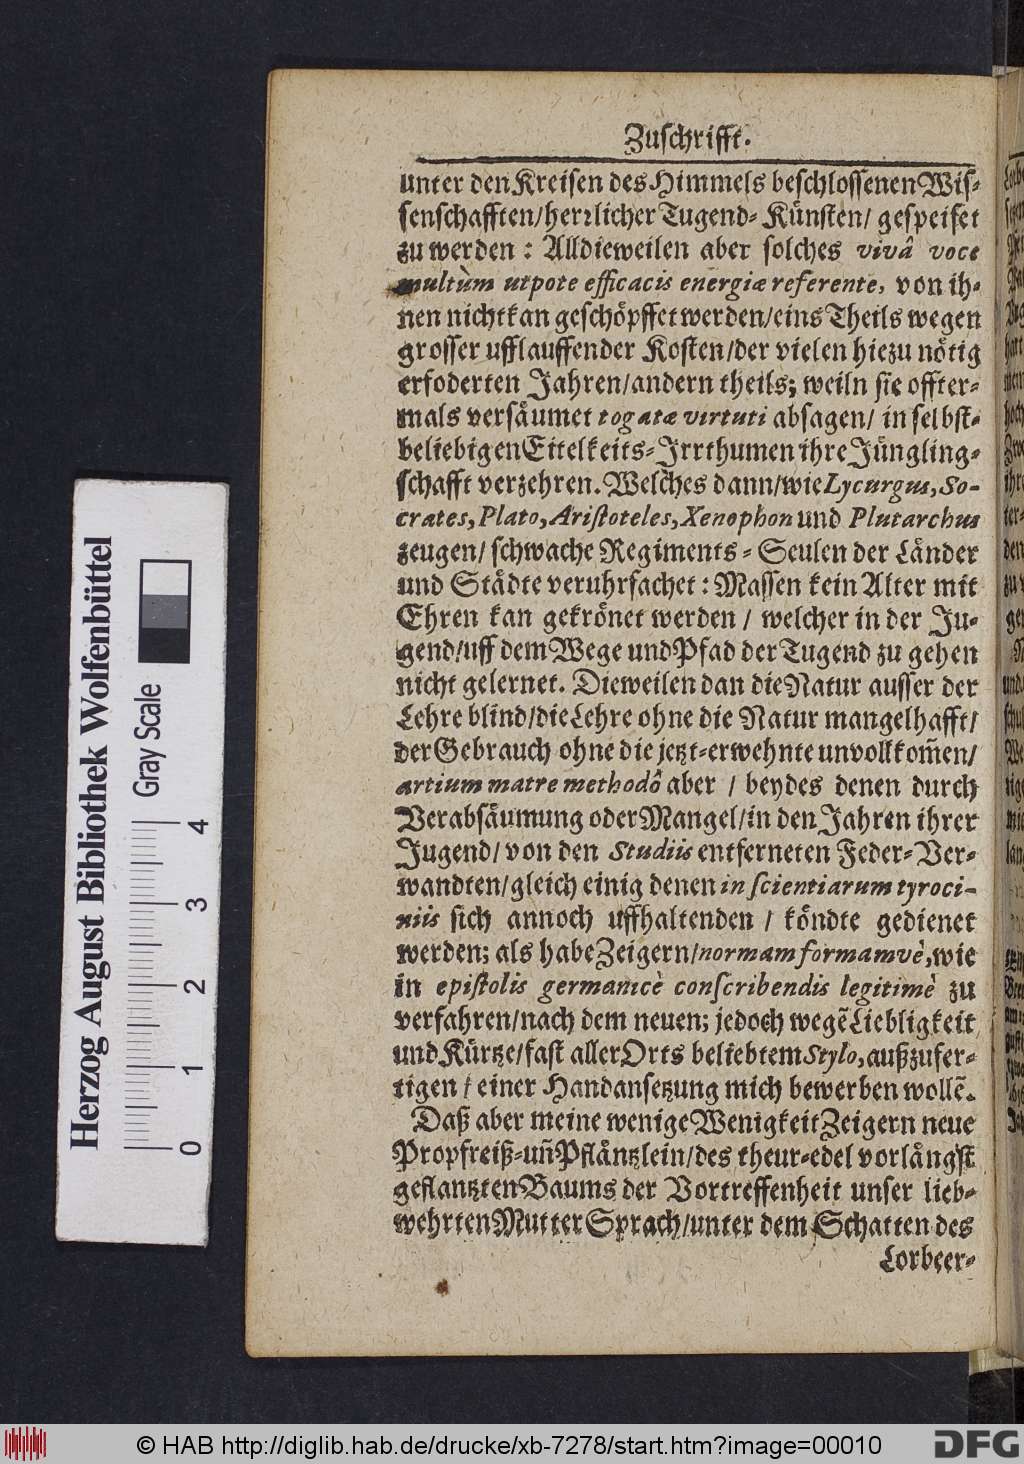 Zuſchrifft.
unter den Kreiſen des Himmels beſchloſſenen Wiſ-
ſenſchafften/herꝛlicher Tugend-Künſten/ geſpeiſet
zu werden : Alldieweilen aber ſolches vivâ voce
multùm utpote efficacis energiæ referente, von ih-
nen nicht kan geſchöpffet werden/eins Theils wegen
groſſer ufflauffender Koſten/der vielen hiezu nötig
erfoderten Jahren/andern theils; weiln ſie offter-
mals verſäumet togatæ virtuti abſagen/ in ſelbſt-
beliebigen Eitelkeits-Irrthumen ihre Jüngling-
ſchafft verzehren. Welches dann/wie Lycurgus, So-
crates, Plato, Ariſtoteles, Xenophon und Plutarchus
zeugen/ ſchwache Regiments-Seulen der Länder
und Städte veruhrſachet : Maſſen kein Alter mit
Ehren kan gekrönet werden / welcher in der Ju-
gend/uff dem Wege und Pfad der Tugend zu gehen
nicht gelernet. Dieweilen dan die Natur auſſer der
Lehre blind/die Lehre ohne die Natur mangelhafft/
der Gebrauch ohne die jetzt-erwehnte unvollkom̃en/
artium matre methodô aber / beydes denen durch
Verabſäumung oder Mangel/in den Jahren ihrer
Jugend/ von den Studiis entferneten Feder-Ver-
wandten/gleich einig denen in ſcientiarum tyroci-
niis ſich annoch uffhaltenden / köndte gedienet
werden; als habe Zeigern/normam formamvè, wie
in epiſtolis germanicè conſcribendis legitimè zu
verfahren/nach dem neuen; jedoch wegẽ Liebligkeit
und Kürtze/faſt aller Orts beliebtem Stylo, außzufer-
tigen / einer Handanſetzung mich bewerben wollẽ.
Daß aber meine wenige Wenigkeit Zeigern neue
Propfreiß-uñ Pfläntzlein/des theur-edel vorlängſt
geflantzten Baums der Vortreffenheit unſer lieb-
wehrten Mutter Sprach/unter dem Schatten des
Lorbeer-
Herzog August Bibliothek Wolfenbüttel
Gray Scale
0 1 2 3 4
© HAB http://diglib.hab.de/drucke/xb-7278/start.htm?image=00010
DFG